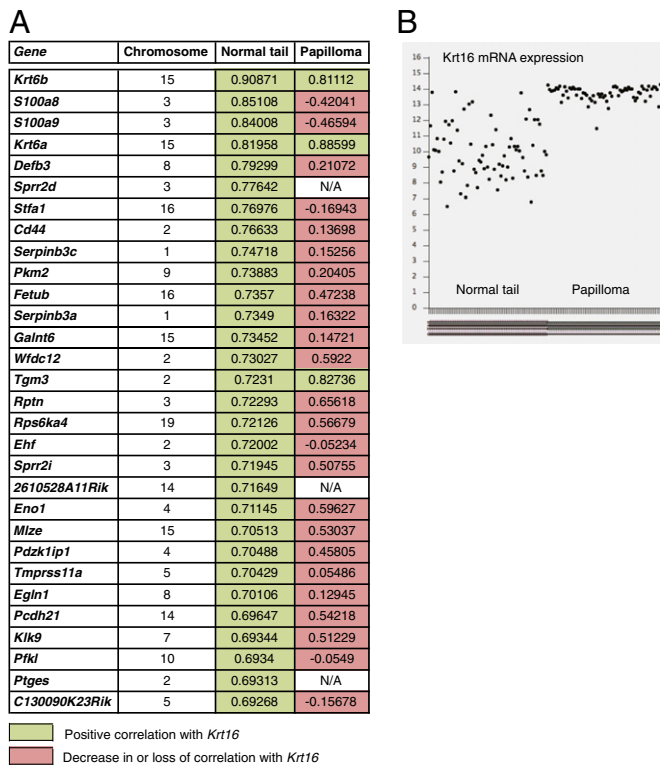 A
Gene Chromosome Normal tail Papilloma
Krt6b 15 0.90871 0.81112
S100a8 3 0.85108 -0.42041
S100a9 3 0.84008 -0.46594
Krt6a 15 0.81958 0.88599
Defb3 8 0.79299 0.21072
Sprr2d 3 0.77642 N/A
Stfa1 16 0.76976 -0.16943
Cd44 2 0.76633 0.13698
Serpinb3c 1 0.74718 0.15256
Pkm2 9 0.73883 0.20405
Fetub 16 0.7357 0.47238
Serpinb3a 1 0.7349 0.16322
Galnt6 15 0.73452 0.14721
Wfdc12 2 0.73027 0.5922
Tgm3 2 0.7231 0.82736
Rptn 3 0.72293 0.65618
Rps6ka4 19 0.72126 0.56679
Ehf 2 0.72002 -0.05234
Sprr2i 3 0.71945 0.50755
2610528A11Rik 14 0.71649 N/A
Eno1 4 0.71145 0.59627
Mlze 15 0.70513 0.53037
Pdzk1ip1 4 0.70488 0.45805
Tmprss11a 5 0.70429 0.05486
Egln1 8 0.70106 0.12945
Pcdh21 14 0.69647 0.54218
Klk9 7 0.69344 0.51229
Pfkl 10 0.6934 -0.0549
Ptges 2 0.69313 N/A
C130090K23Rik 5 0.69268 -0.15678
Positive correlation with Krt16
Decrease in or loss of correlation with Krt16
B
Krt16 mRNA expression
16
15
14
13
12
11
10
9
8
7
6
5
4
3
2
1
0
Normal tail Papilloma